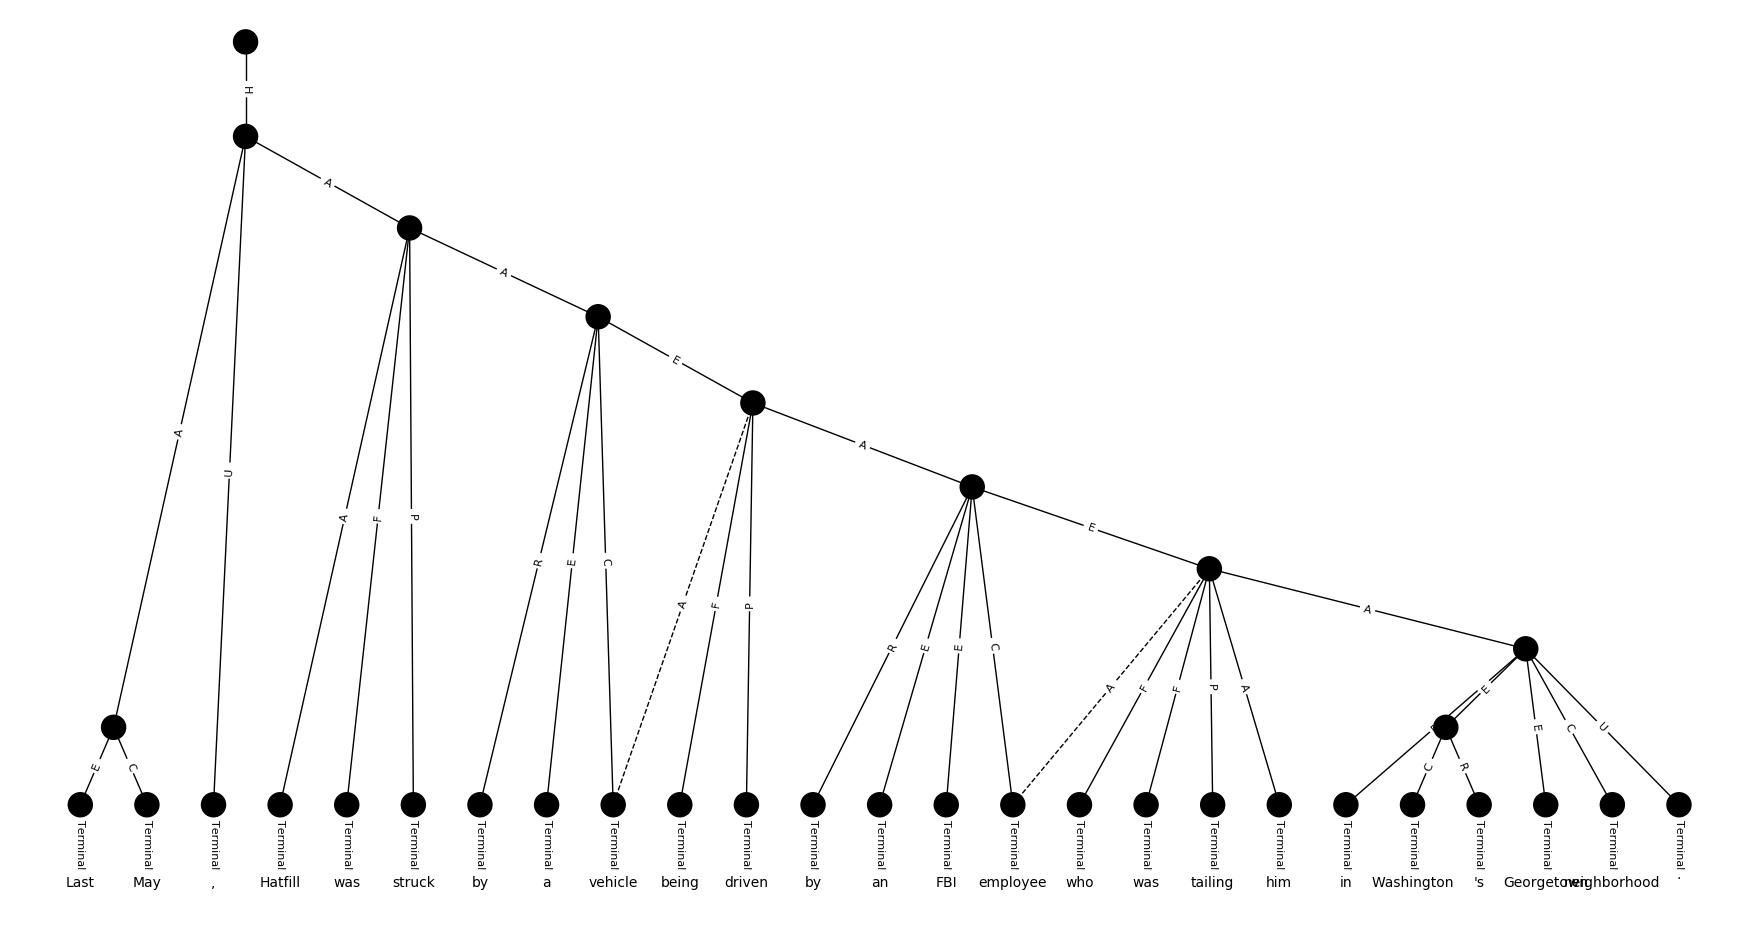 H
A
A
E
A
A
U
A
F
P
E
R
E
C
A
A
F
P
R
E
E
C
A
F
F
P
A
E
E
C
U
E
C
C
R
Terminal Terminal Terminal Terminal Terminal Terminal Terminal Terminal Terminal Terminal Terminal Terminal Terminal Terminal Terminal Terminal Terminal Terminal Terminal Terminal Terminal Terminal Terminal Terminal Terminal
Last May , Hatfill was struck by a vehicle being driven by an FBI employee who was tailing him in Washington 's Georgetown neighborhood .